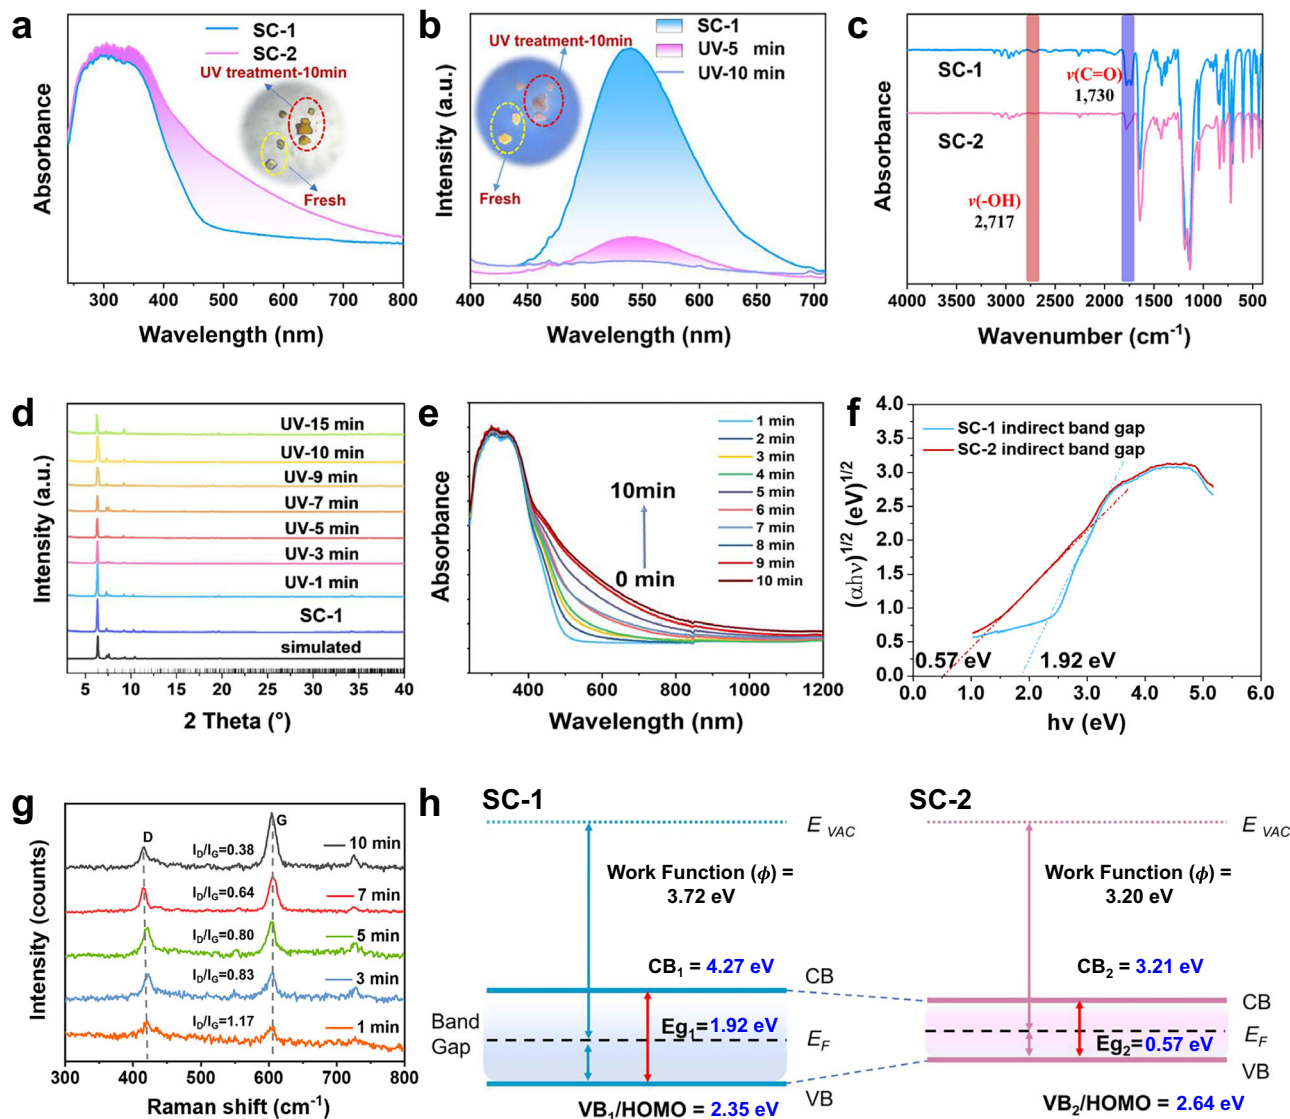 a
SC-1
SC-2
UV treatment-10min
Fresh
Absorbance
300 400 500 600 700 800
Wavelength (nm)
b
SC-1
UV-5 min
UV-10 min
UV treatment-10min
Fresh
Intensity (a.u.)
400 450 500 550 600 650 700
Wavelength (nm)
c
SC-1
SC-2
ν(C=O)
1,730
ν(-OH)
2,717
Absorbance
4000 3500 3000 2500 2000 1500 1000 500
Wavenumber (cm⁻¹)
d
UV-15 min
UV-10 min
UV-9 min
UV-7 min
UV-5 min
UV-3 min
UV-1 min
SC-1
simulated
Intensity (a.u.)
5 10 15 20 25 30 35 40
2 Theta (°)
e
1 min
2 min
3 min
4 min
5 min
6 min
7 min
8 min
9 min
10 min
10min
0 min
Absorbance
400 600 800 1000 1200
Wavelength (nm)
f
SC-1 indirect band gap
SC-2 indirect band gap
4.0
3.5
3.0
2.5
2.0
1.5
1.0
0.5
0.0
0.57 eV
1.92 eV
(αhν)¹/² (eV)¹/²
0.0 1.0 2.0 3.0 4.0 5.0 6.0
hν (eV)
g
D
G
I_D/I_G=0.38
10 min
I_D/I_G=0.64
7 min
I_D/I_G=0.80
5 min
I_D/I_G=0.83
3 min
I_D/I_G=1.17
1 min
Intensity (counts)
300 400 500 600 700 800
Raman shift (cm⁻¹)
h
SC-1
E VAC
Work Function (ϕ) =
3.72 eV
CB₁ = 4.27 eV
CB
Band
Gap
Eg₁=1.92 eV
E_F
VB
VB₁/HOMO = 2.35 eV
SC-2
E VAC
Work Function (ϕ) =
3.20 eV
CB₂ = 3.21 eV
CB
E_F
Eg₂=0.57 eV
VB
VB₂/HOMO = 2.64 eV